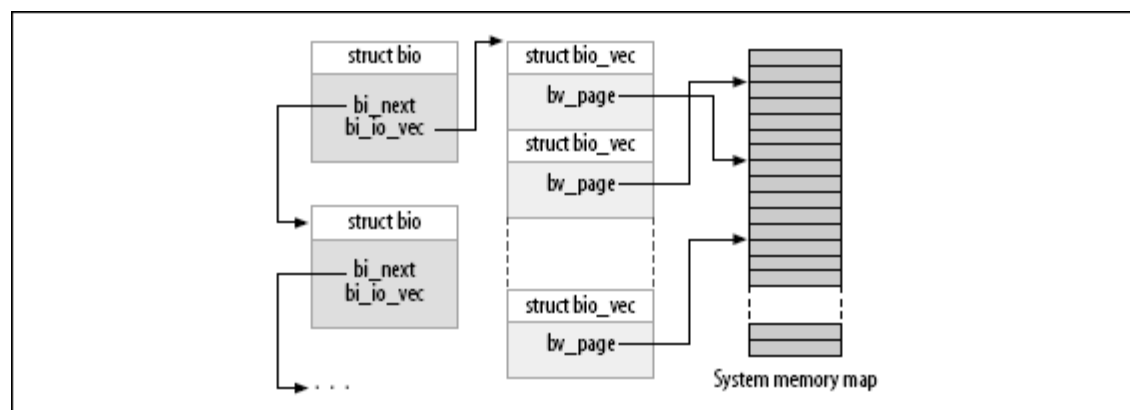 struct bio
bi_next
bi_io_vec
struct bio
bi_next
bi_io_vec
. . .
struct bio_vec
bv_page
struct bio_vec
bv_page
struct bio_vec
bv_page
System memory map